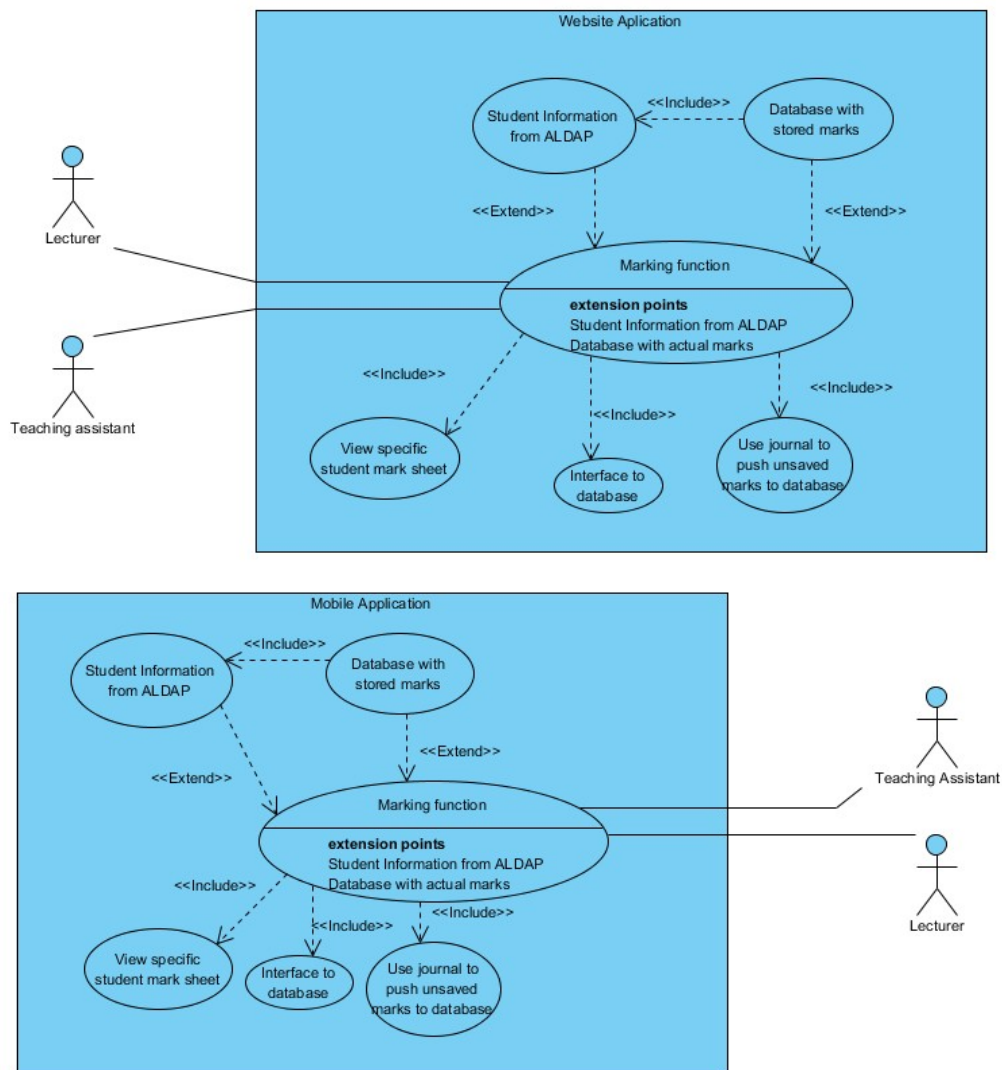 Website Aplication
Student Information
from ALDAP
<<Include>>
Database with
stored marks
<<Extend>>
<<Extend>>
Lecturer
Marking function
extension points
Student Information from ALDAP
Database with actual marks
Teaching assistant
<<Include>>
<<Include>>
<<Include>>
View specific
student mark sheet
Interface to
database
Use journal to
push unsaved
marks to database
Mobile Application
Student Information
from ALDAP
<<Include>>
Database with
stored marks
<<Extend>>
<<Extend>>
Teaching Assistant
Marking function
extension points
Student Information from ALDAP
Database with actual marks
Lecturer
<<Include>>
<<Include>>
<<Include>>
View specific
student mark sheet
Interface to
database
Use journal to
push unsaved
marks to database